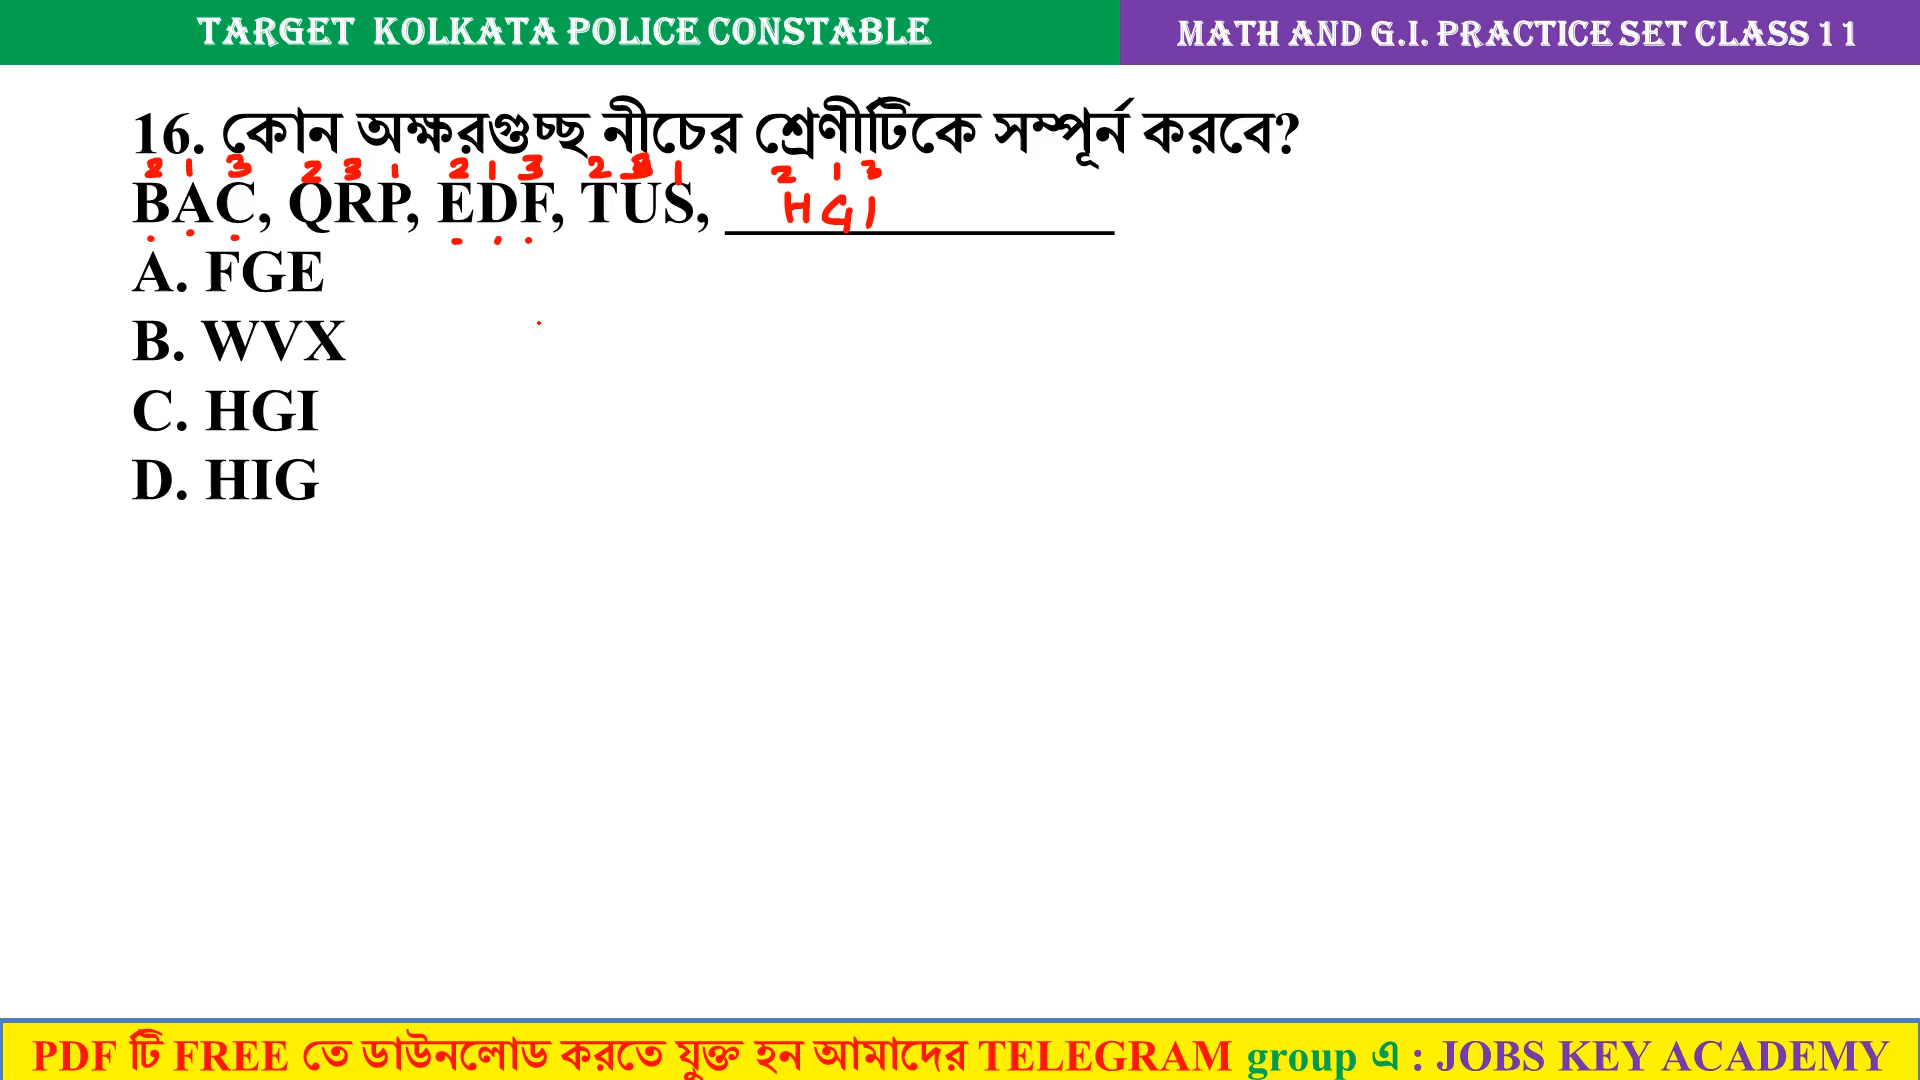 TARGET KOLKATA POLICE CONSTABLE
MATH AND G.I. PRACTICE SET CLASS 11
16. কোন অক্ষরগুচ্ছ নীচের শ্রেণীটিকে সম্পূর্ন করবে?
2 1 3 2 3 1 2 1 3 2 3 1 2 1 3
BAC, QRP, EDF, TUS, HGI
A. FGE
B. WVX
C. HGI
D. HIG
PDF টি FREE তে ডাউনলোড করতে যুক্ত হন আমাদের TELEGRAM group এ : JOBS KEY ACADEMY